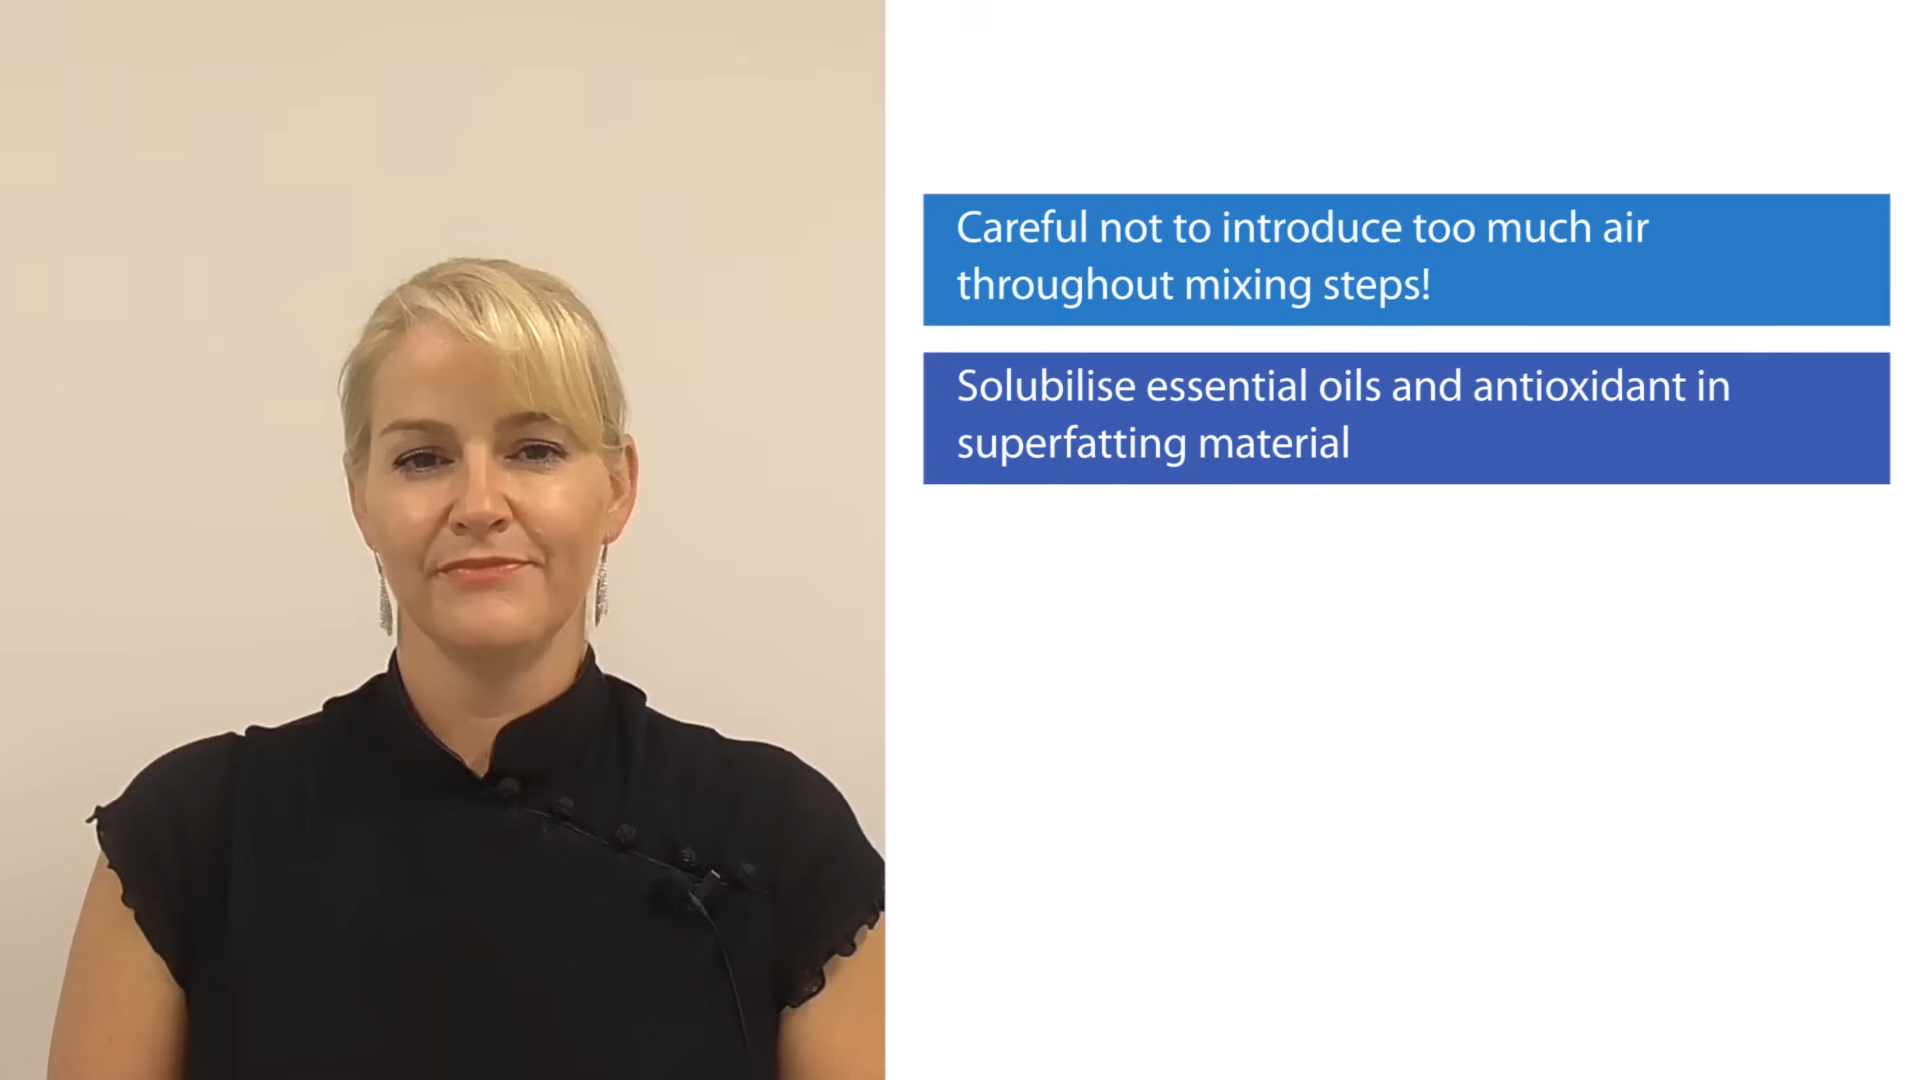 Careful not to introduce too much air
throughout mixing steps!
Solubilise essential oils and antioxidant in
superfatting material